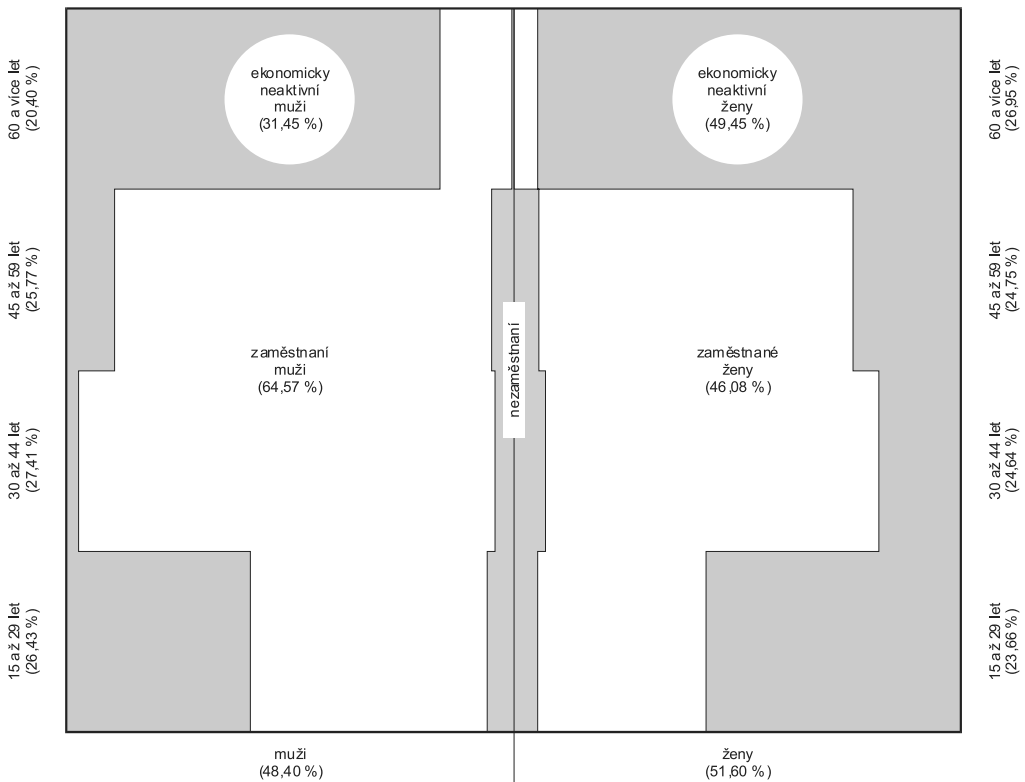 60 a více let
(20,40 %)
45 až 59 let
(25,77 %)
30 až 44 let
(27,41 %)
15 až 29 let
(26,43 %)
ekonomicky
neaktivní
muži
(31,45 %)
zaměstnaní
muži
(64,57 %)
nezaměstnaní
ekonomicky
neaktivní
ženy
(49,45 %)
zaměstnané
ženy
(46,08 %)
60 a více let
(26,95 %)
45 až 59 let
(24,75 %)
30 až 44 let
(24,64 %)
15 až 29 let
(23,66 %)
muži
(48,40 %)
ženy
(51,60 %)